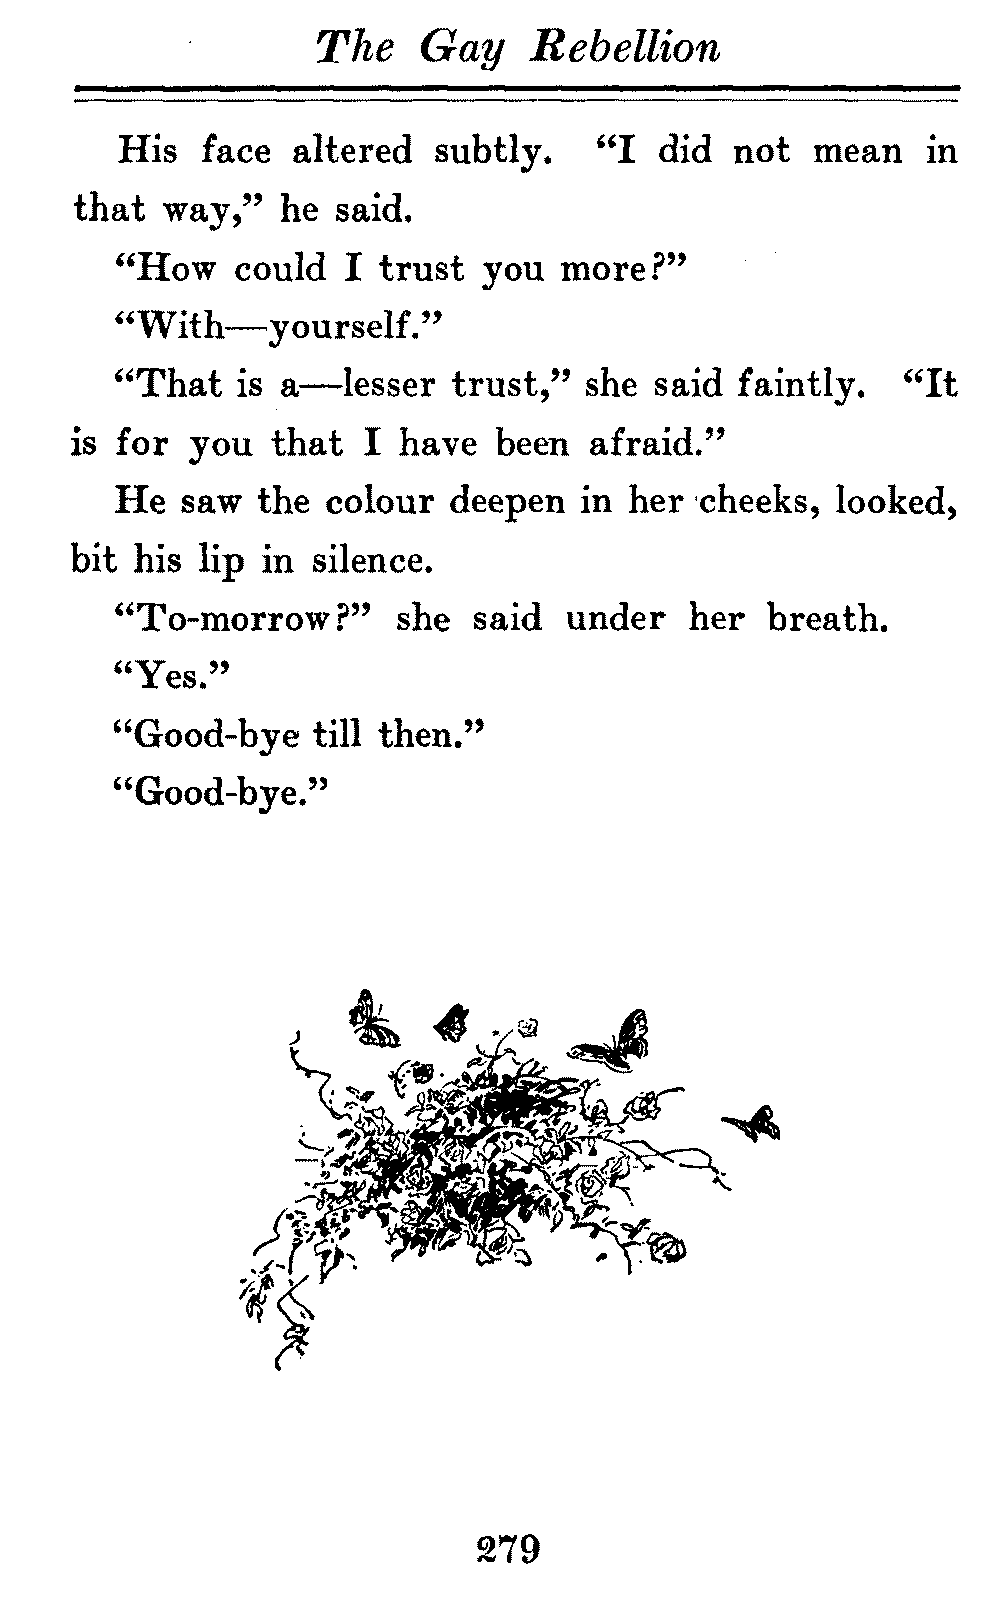 The Gay Rebellion
His face altered subtly. “I did not mean in
that way,” he said.
“How could I trust you more?”
“With—yourself.”
“That is a—lesser trust,” she said faintly. “It
is for you that I have been afraid.”
He saw the colour deepen in her cheeks, looked,
bit his lip in silence.
“To-morrow?” she said under her breath.
“Yes.”
“Good-bye till then.”
“Good-bye.”
279